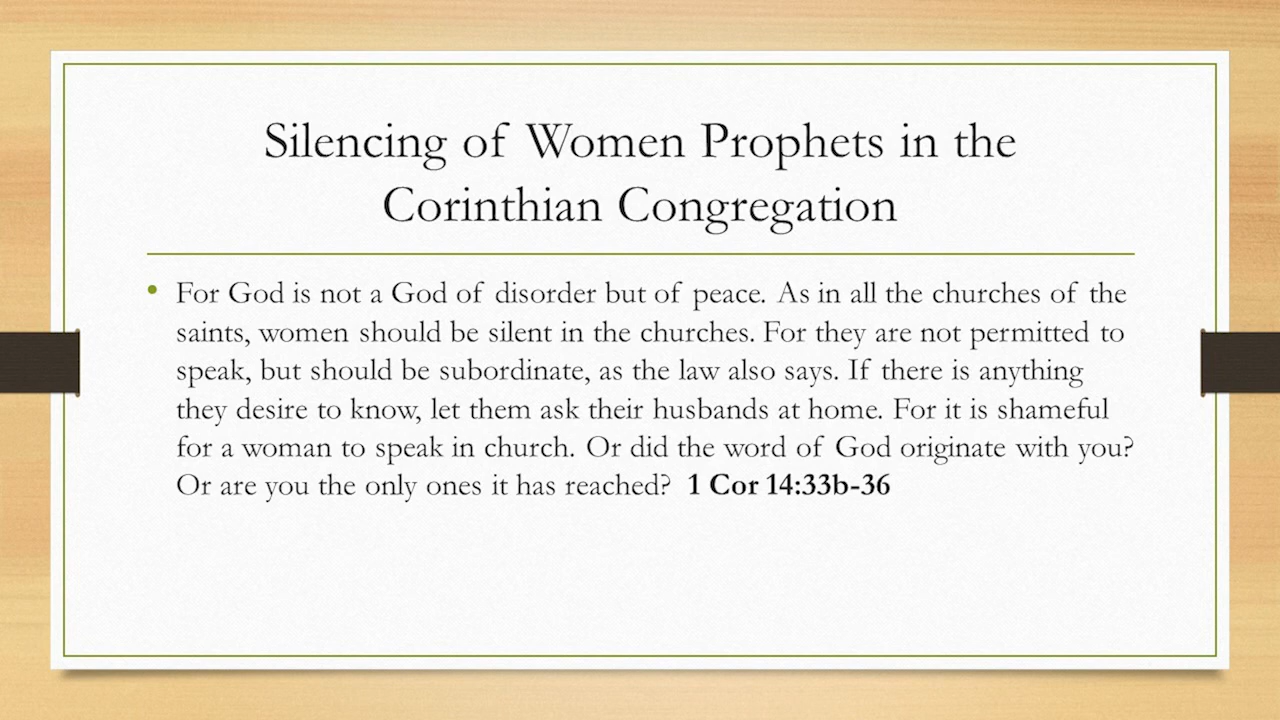 Silencing of Women Prophets in the
Corinthian Congregation
• For God is not a God of disorder but of peace. As in all the churches of the
saints, women should be silent in the churches. For they are not permitted to
speak, but should be subordinate, as the law also says. If there is anything
they desire to know, let them ask their husbands at home. For it is shameful
for a woman to speak in church. Or did the word of God originate with you?
Or are you the only ones it has reached? 1 Cor 14:33b-36